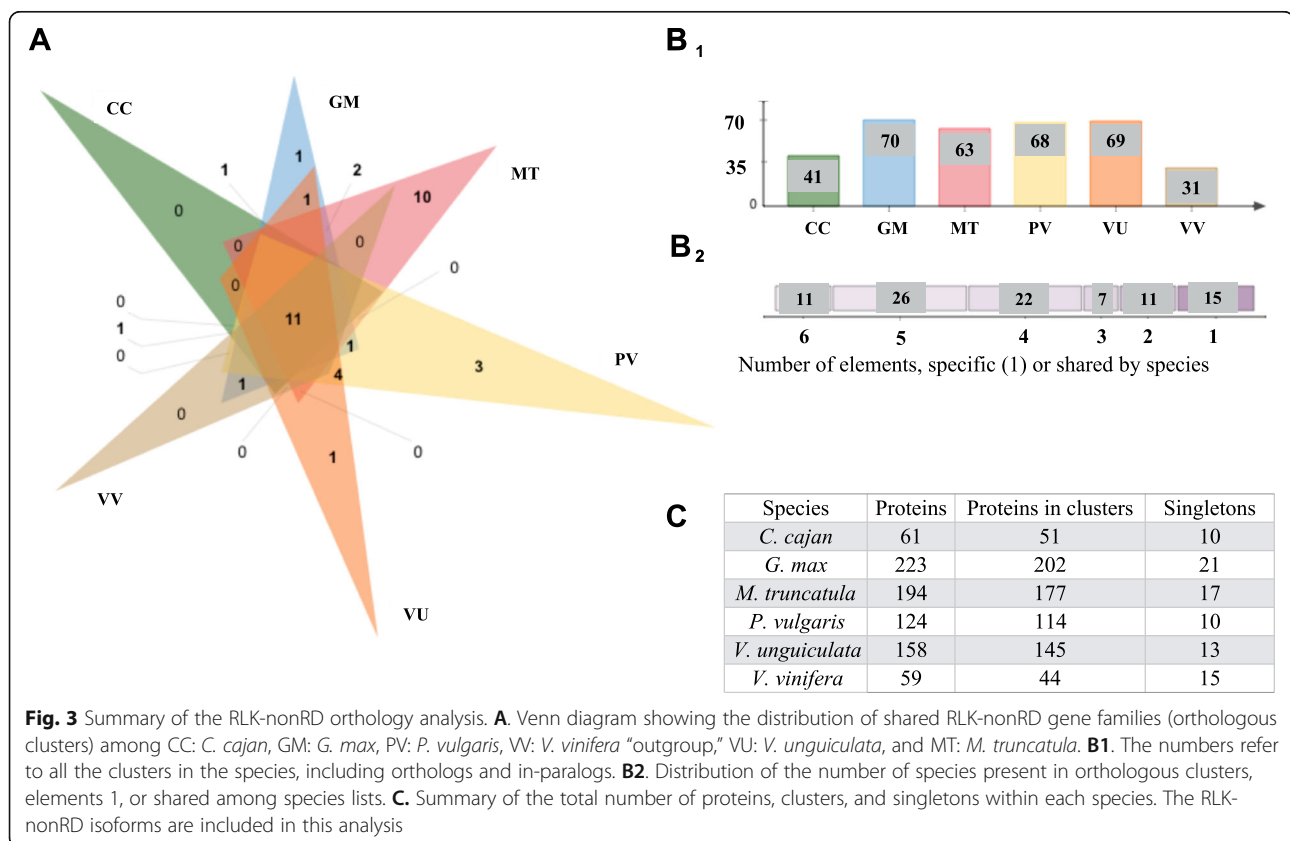 A
CC
GM
MT
PV
VU
VV
1
1
2
1
10
0
0
0
0
0
0
1
0
11
1
4
3
1
0
0
1
0
B 1
70
35
0
41
70
63
68
69
31
CC GM MT PV VU VV
B 2
11 26 22 7 11 15
6 5 4 3 2 1
Number of elements, specific (1) or shared by species
C
Species Proteins Proteins in clusters Singletons
C. cajan 61 51 10
G. max 223 202 21
M. truncatula 194 177 17
P. vulgaris 124 114 10
V. unguiculata 158 145 13
V. vinifera 59 44 15
Fig. 3 Summary of the RLK-nonRD orthology analysis. A. Venn diagram showing the distribution of shared RLK-nonRD gene families (orthologous
clusters) among CC: C. cajan, GM: G. max, PV: P. vulgaris, VV: V. vinifera “outgroup,” VU: V. unguiculata, and MT: M. truncatula. B1. The numbers refer
to all the clusters in the species, including orthologs and in-paralogs. B2. Distribution of the number of species present in orthologous clusters,
elements 1, or shared among species lists. C. Summary of the total number of proteins, clusters, and singletons within each species. The RLK-
nonRD isoforms are included in this analysis